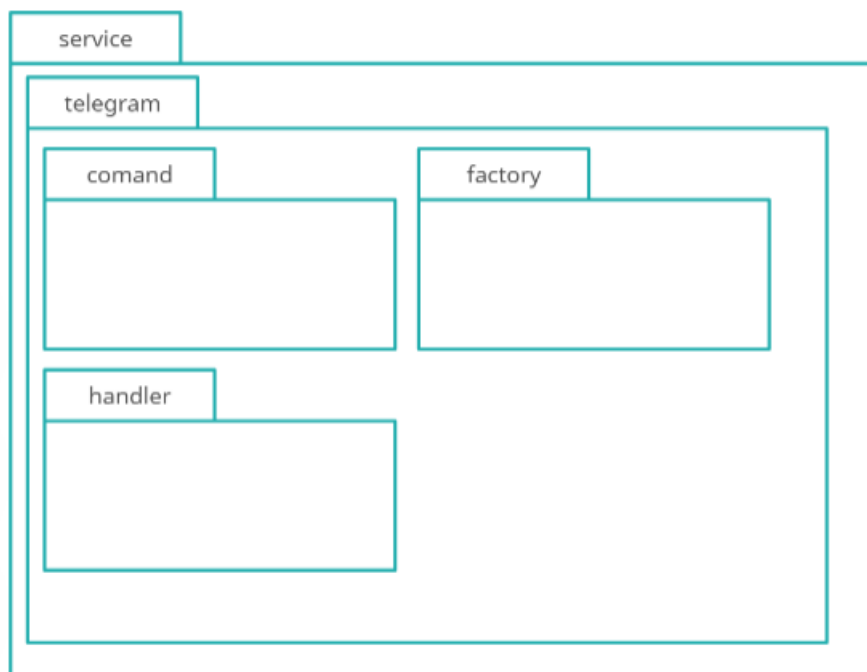 service
telegram
comand
factory
handler